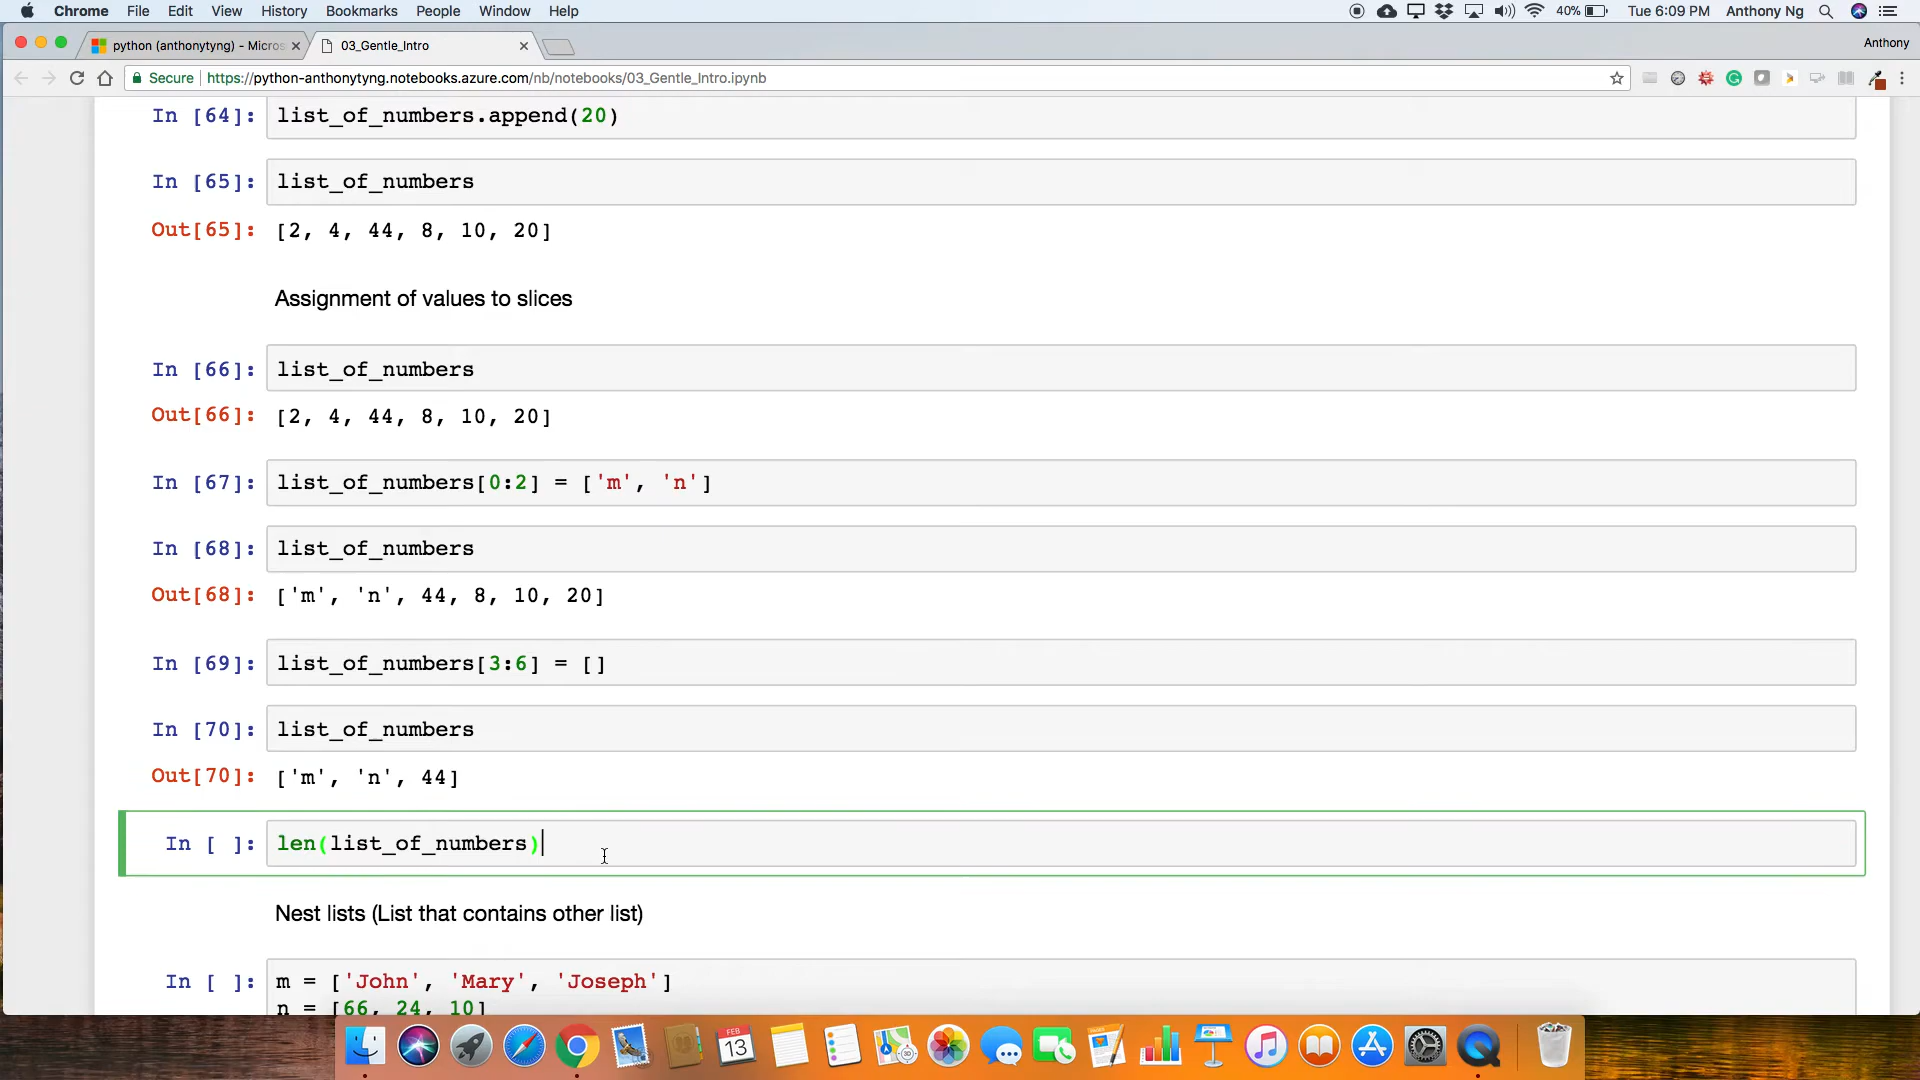 Chrome File Edit View History Bookmarks People Window Help 40% Tue 6:09 PM Anthony Ng
python (anthonytyng) - Micros 03_Gentle_Intro Anthony
Secure https://python-anthonytyng.notebooks.azure.com/nb/notebooks/03_Gentle_Intro.ipynb
In [64]: list_of_numbers.append(20)
In [65]: list_of_numbers
Out[65]: [2, 4, 44, 8, 10, 20]
Assignment of values to slices
In [66]: list_of_numbers
Out[66]: [2, 4, 44, 8, 10, 20]
In [67]: list_of_numbers[0:2] = ['m', 'n']
In [68]: list_of_numbers
Out[68]: ['m', 'n', 44, 8, 10, 20]
In [69]: list_of_numbers[3:6] = []
In [70]: list_of_numbers
Out[70]: ['m', 'n', 44]
In [ ]: len(list_of_numbers)
Nest lists (List that contains other list)
In [ ]: m = ['John', 'Mary', 'Joseph']
n = [66, 24, 10]
FEB
13